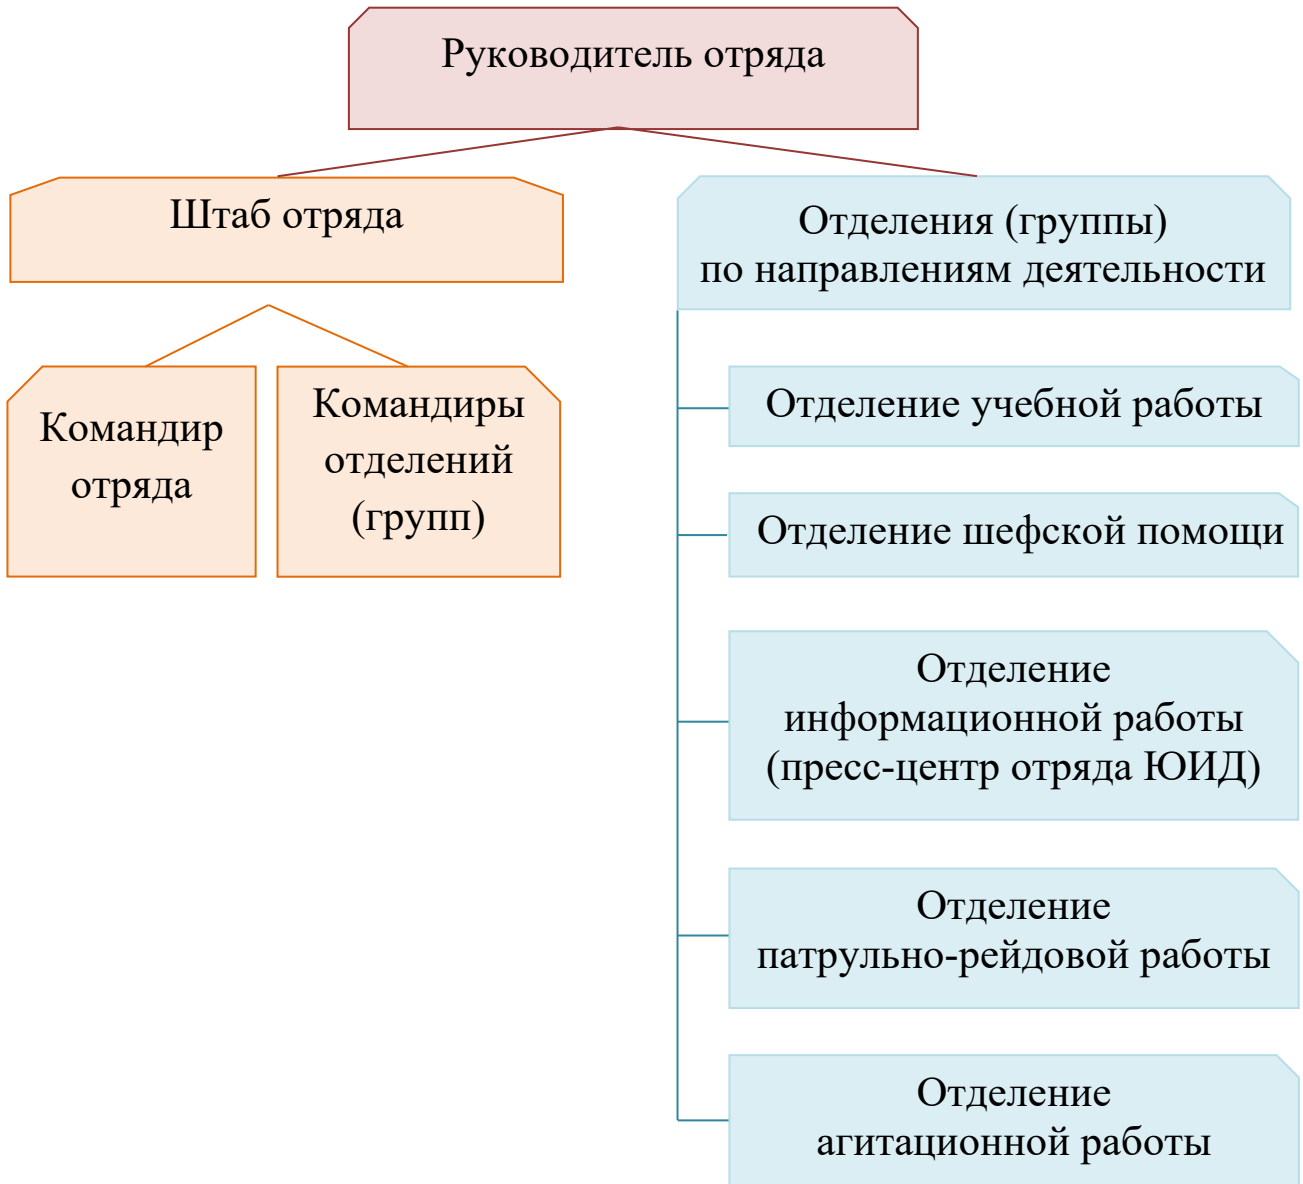 Руководитель отряда
Штаб отряда
Отделения (группы)
по направлениям деятельности
Командир
отряда
Командиры
отделений
(групп)
Отделение учебной работы
Отделение шефской помощи
Отделение
информационной работы
(пресс-центр отряда ЮИД)
Отделение
патрульно-рейдовой работы
Отделение
агитационной работы